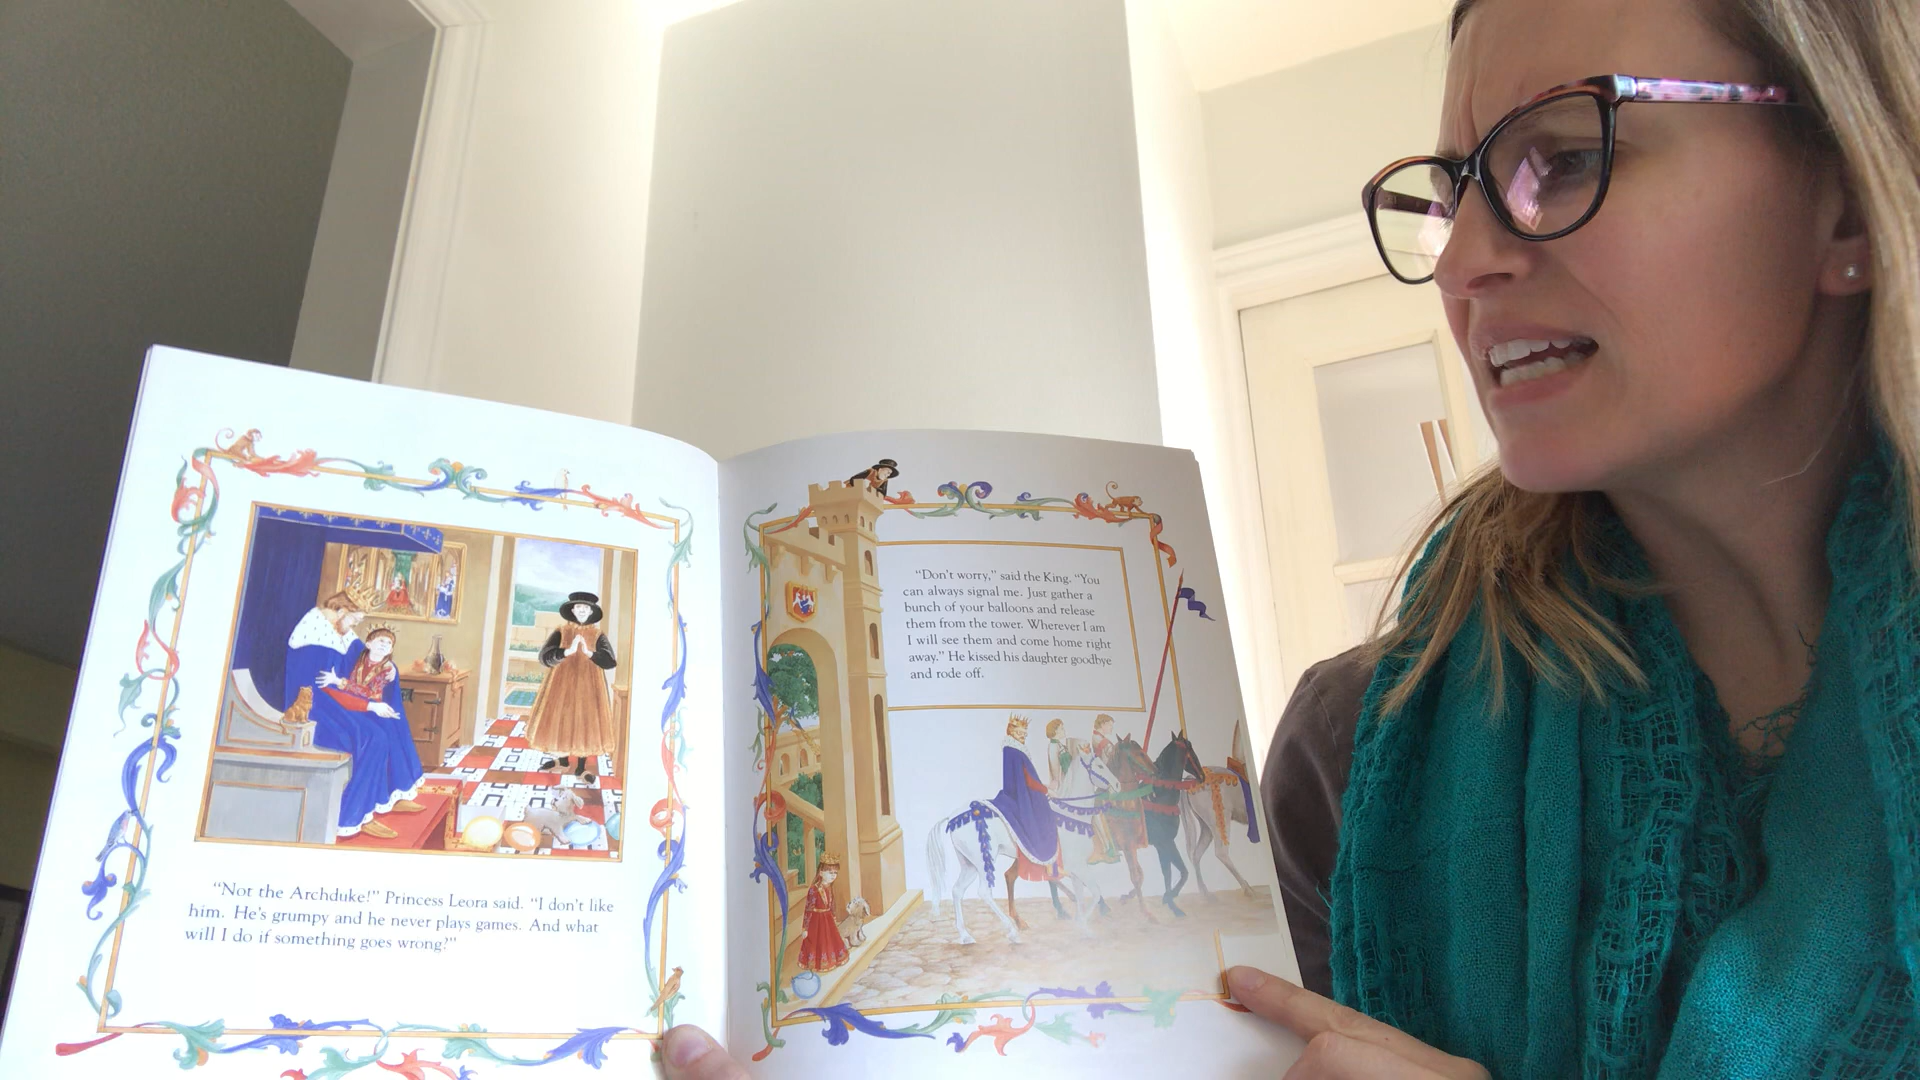 “Not the Archduke!” Princess Leora said. “I don't like
him. He's grumpy and he never plays games. And what
will I do if something goes wrong?”
“Don't worry,” said the King. “You
can always signal me. Just gather a
bunch of your balloons and release
them from the tower. Wherever I am
I will see them and come home right
away.” He kissed his daughter goodbye
and rode off.